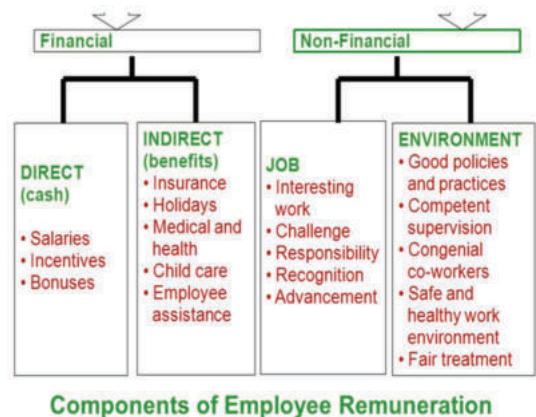 Financial
Non-Financial
DIRECT
(cash)
• Salaries
• Incentives
• Bonuses
INDIRECT
(benefits)
• Insurance
• Holidays
• Medical and
health
• Child care
• Employee
assistance
JOB
• Interesting
work
• Challenge
• Responsibility
• Recognition
• Advancement
ENVIRONMENT
• Good policies
and practices
• Competent
supervision
• Congenial
co-workers
• Safe and
healthy work
environment
• Fair treatment
Components of Employee Remuneration